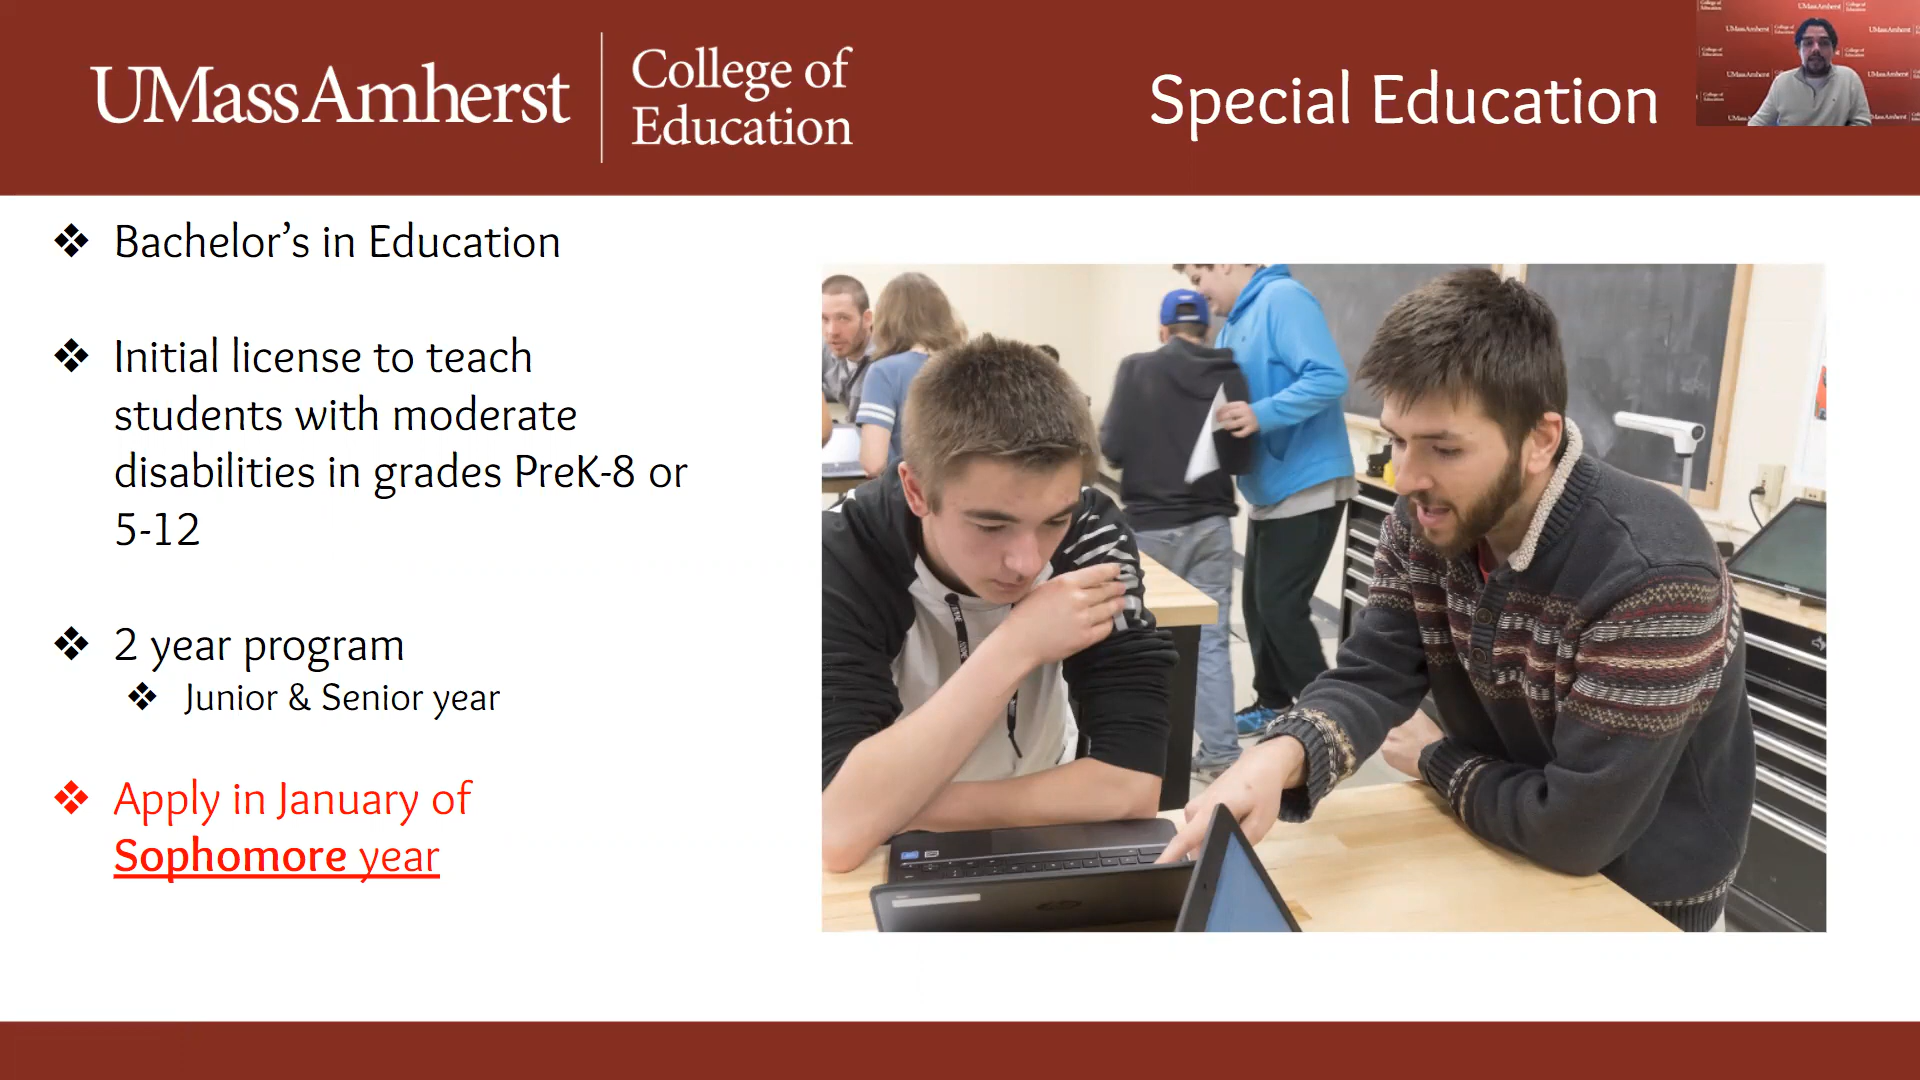 UMassAmherst
College of
Education
Special Education
❖ Bachelor’s in Education
❖ Initial license to teach
students with moderate
disabilities in grades PreK-8 or
5-12
❖ 2 year program
❖ Junior & Senior year
❖ Apply in January of
Sophomore year